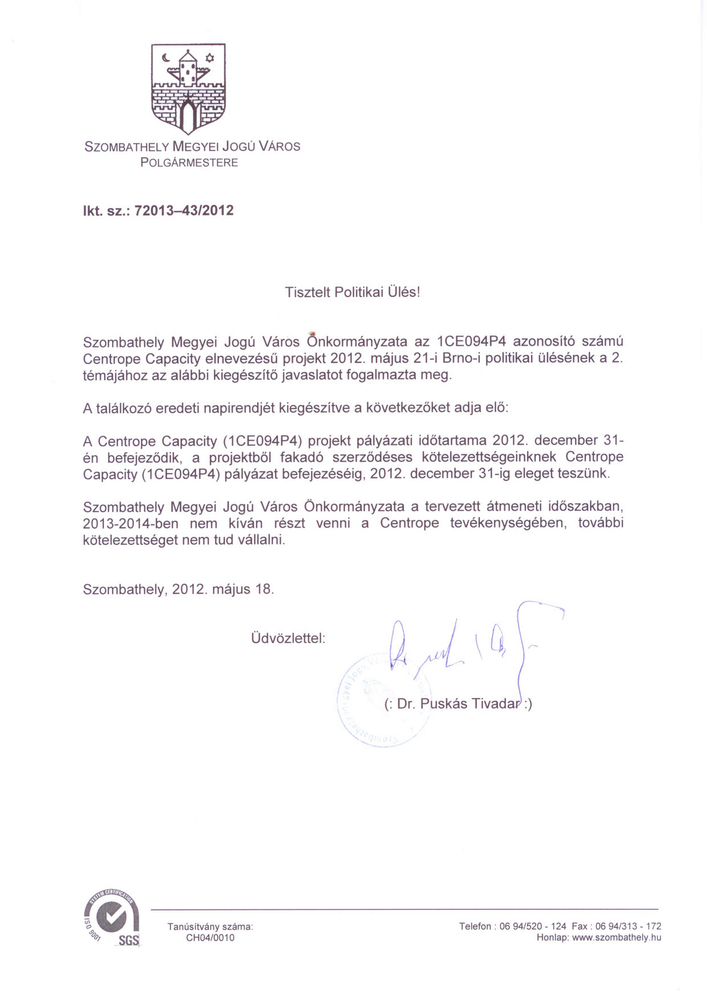 SZOMBATHELY MEGYEI JOGÚ VÁROS
POLGÁRMESTERE
Ikt. sz.: 72013–43/2012
Tisztelt Politikai Ülés!
Szombathely Megyei Jogú Város Önkormányzata az 1CE094P4 azonosító számú
Centrope Capacity elnevezésű projekt 2012. május 21-i Brno-i politikai ülésének a 2.
témájához az alábbi kiegészítő javaslatot fogalmazta meg.
A találkozó eredeti napirendjét kiegészítve a következőket adja elő:
A Centrope Capacity (1CE094P4) projekt pályázati időtartama 2012. december 31-
én befejeződik, a projektből fakadó szerződéses kötelezettségeinknek Centrope
Capacity (1CE094P4) pályázat befejezéséig, 2012. december 31-ig eleget teszünk.
Szombathely Megyei Jogú Város Önkormányzata a tervezett átmeneti időszakban,
2013-2014-ben nem kíván részt venni a Centrope tevékenységében, további
kötelezettséget nem tud vállalni.
Szombathely, 2012. május 18.
Üdvözlettel:
Szombathely Megyei Jogú
(: Dr. Puskás Tivadar :)
SYSTEM CERTIFICATION
ISO 9001
SGS
Tanúsítvány száma:
CH04/0010
Telefon : 06 94/520 - 124 Fax : 06 94/313 - 172
Honlap: www.szombathely.hu